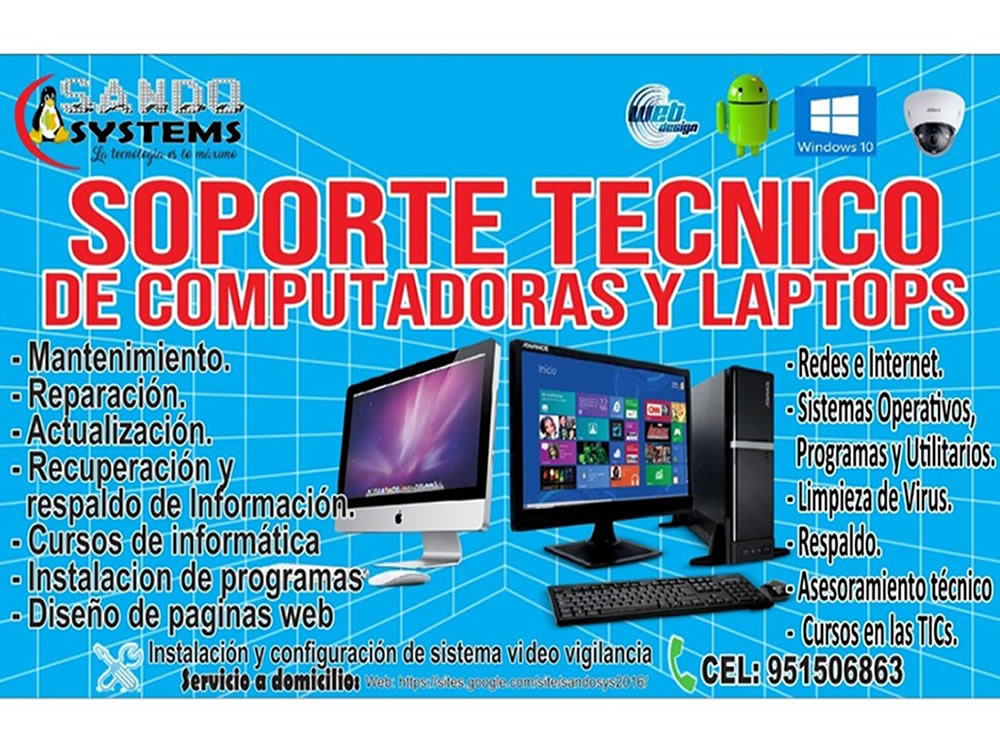 SANDO
SYSTEMS
La tecnología es lo máximo
Web
design
Windows 10
SOPORTE TECNICO
DE COMPUTADORAS Y LAPTOPS
- Mantenimiento.
- Reparación.
- Actualización.
- Recuperación y
respaldo de Información.
- Cursos de informática
- Instalacion de programas
- Diseño de paginas web
ADVANCE
Inicio
CNN
- Redes e Internet.
- Sistemas Operativos,
Programas y Utilitarios.
- Limpieza de Virus.
- Respaldo.
- Asesoramiento técnico
- Cursos en las TICs.
Instalación y configuración de sistema video vigilancia
Servicio a domicilio: Web: https://sites.google.com/site/sandosys2016/
CEL: 951506863